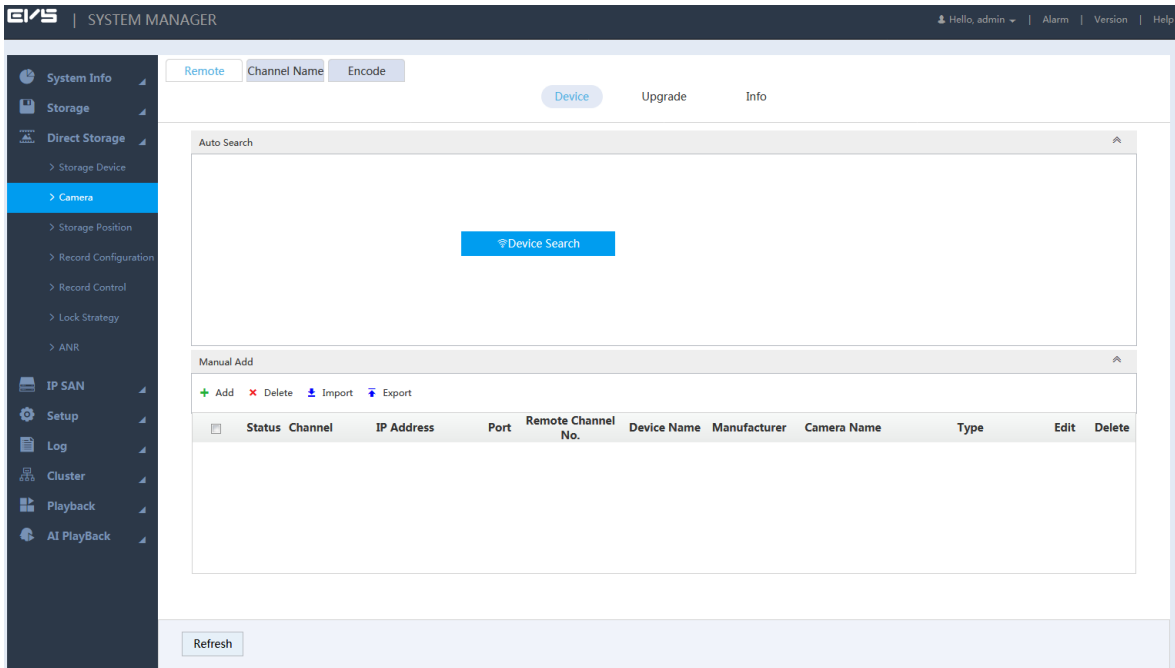 EVS | SYSTEM MANAGER
Hello, admin | Alarm | Version | Help
System Info
Storage
Direct Storage
> Storage Device
> Camera
> Storage Position
> Record Configuration
> Record Control
> Lock Strategy
> ANR
IP SAN
Setup
Log
Cluster
Playback
AI PlayBack
Remote Channel Name Encode
Device Upgrade Info
Auto Search
Device Search
Manual Add
+ Add × Delete Import Export
Status Channel IP Address Port Remote Channel No. Device Name Manufacturer Camera Name Type Edit Delete
Refresh